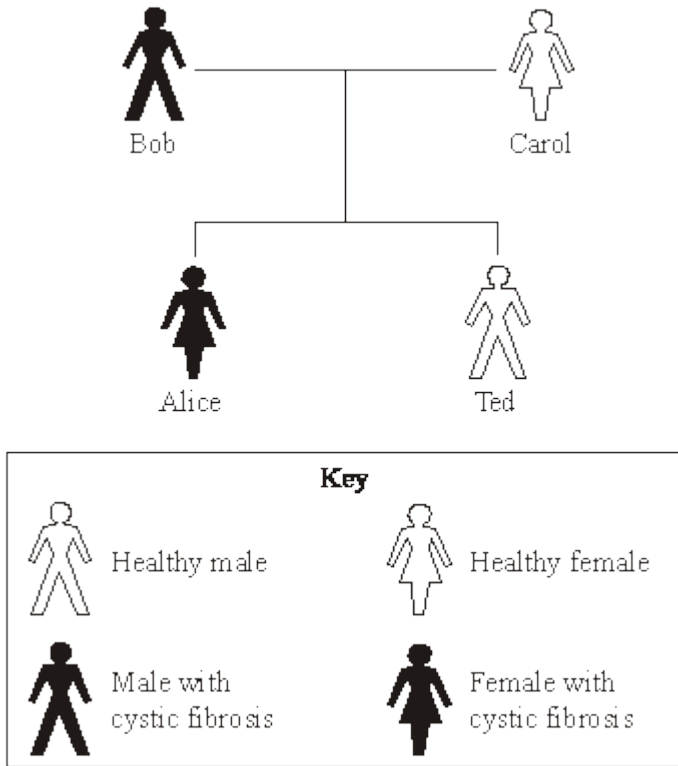 Bob
Carol
Alice
Ted
Key
Healthy male
Healthy female
Male with
cystic fibrosis
Female with
cystic fibrosis